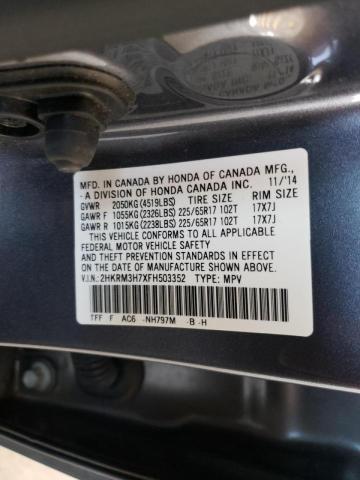 MFD. IN CANADA BY HONDA OF CANADA MFG.,
- A DIVISION OF HONDA CANADA INC. 11/'14
GVWR 2050KG(4519LBS) TIRE SIZE RIM SIZE
GAWR F 1055KG(2326LBS) 225/65R17 102T 17X7J
GAWR R 1015KG(2238LBS) 225/65R17 102T 17X7J
THIS VEHICLE CONFORMS TO ALL APPLICABLE
FEDERAL MOTOR VEHICLE SAFETY AND
THEFT PREVENTION STANDARDS IN EFFECT
ON THE DATE OF MANUFACTURE SHOWN
ABOVE.
V.I.N.: 2HKRM3H7XFH503352 TYPE: MPV
TFF F AC6 -NH797M -B -H